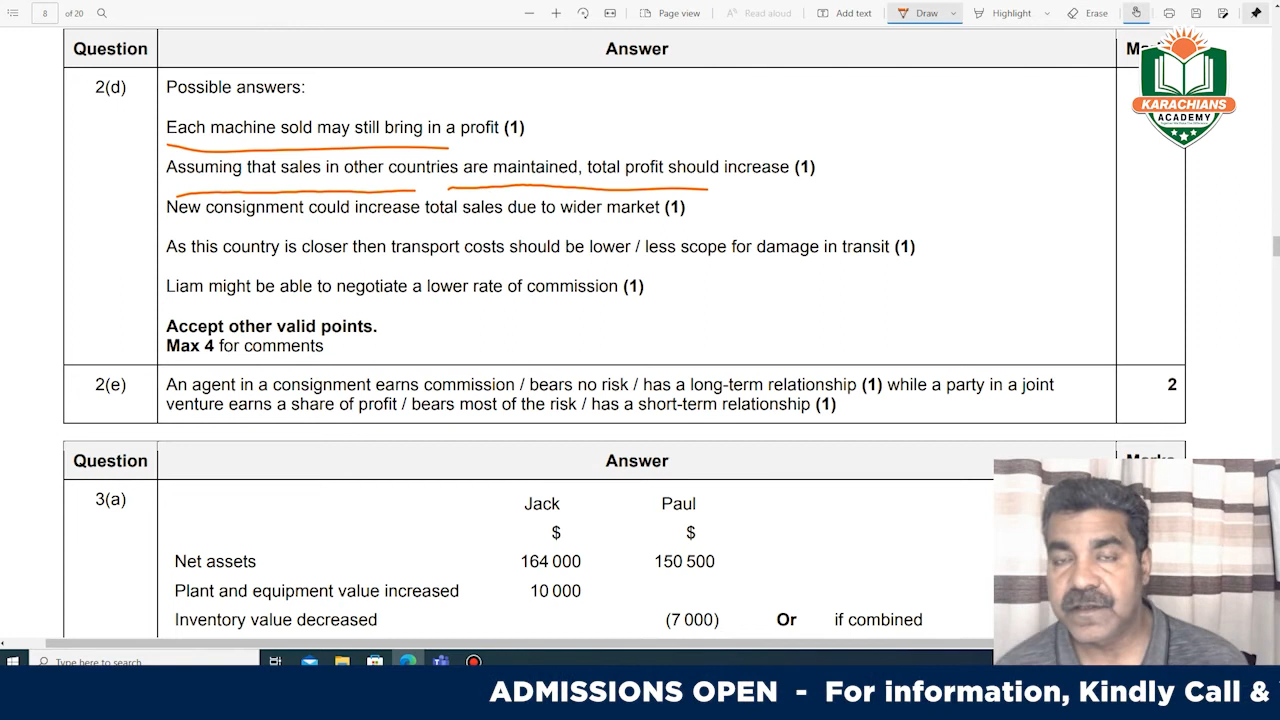 8 of 20 Page view Read aloud Add text Draw Highlight Erase
Question Answer
KARACHIANS
ACADEMY
2(d) Possible answers:
Each machine sold may still bring in a profit (1)
Assuming that sales in other countries are maintained, total profit should increase (1)
New consignment could increase total sales due to wider market (1)
As this country is closer then transport costs should be lower / less scope for damage in transit (1)
Liam might be able to negotiate a lower rate of commission (1)
Accept other valid points.
Max 4 for comments
2(e) An agent in a consignment earns commission / bears no risk / has a long-term relationship (1) while a party in a joint 2
venture earns a share of profit / bears most of the risk / has a short-term relationship (1)
Question Answer Marks
3(a) Jack Paul
$ $
Net assets 164 000 150 500
Plant and equipment value increased 10 000
Inventory value decreased (7 000) Or if combined
Type here to search
ADMISSIONS OPEN - For information, Kindly Call &